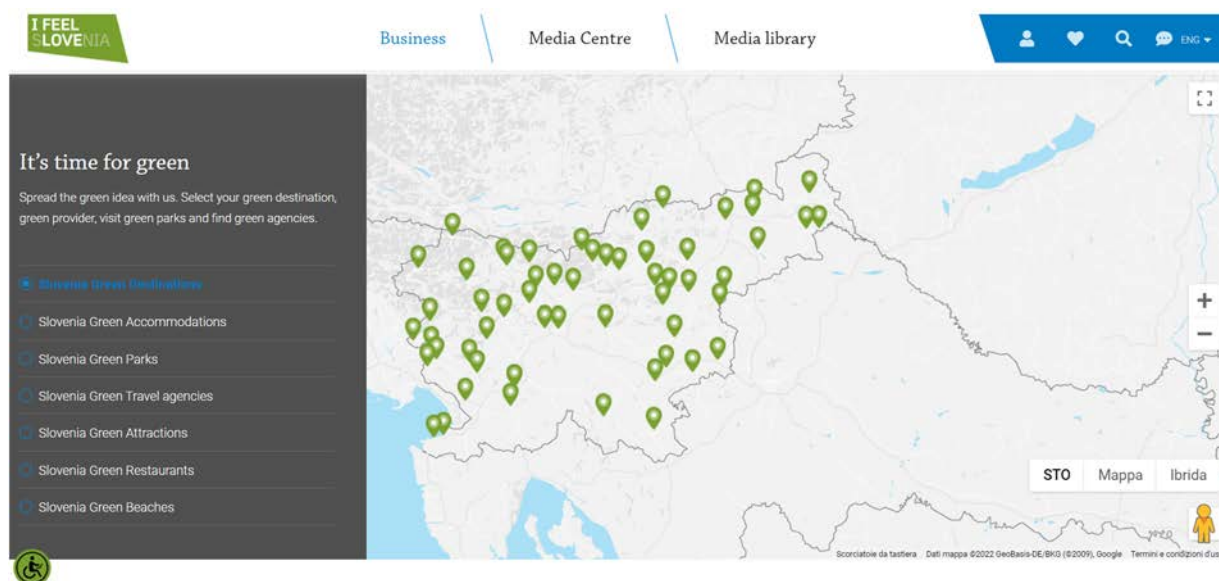 I FEEL
SLOVENIA
Business
Media Centre
Media library
ENG
It's time for green
Spread the green idea with us. Select your green destination,
green provider, visit green parks and find green agencies.
Slovenia Green Destinations
Slovenia Green Accommodations
Slovenia Green Parks
Slovenia Green Travel agencies
Slovenia Green Attractions
Slovenia Green Restaurants
Slovenia Green Beaches
STO
Mappa
Ibrida
Scorciatoie da tastiera
Dati mappa ©2022 GeoBasis-DE/BKG (©2009), Google
Termini e condizioni d'us